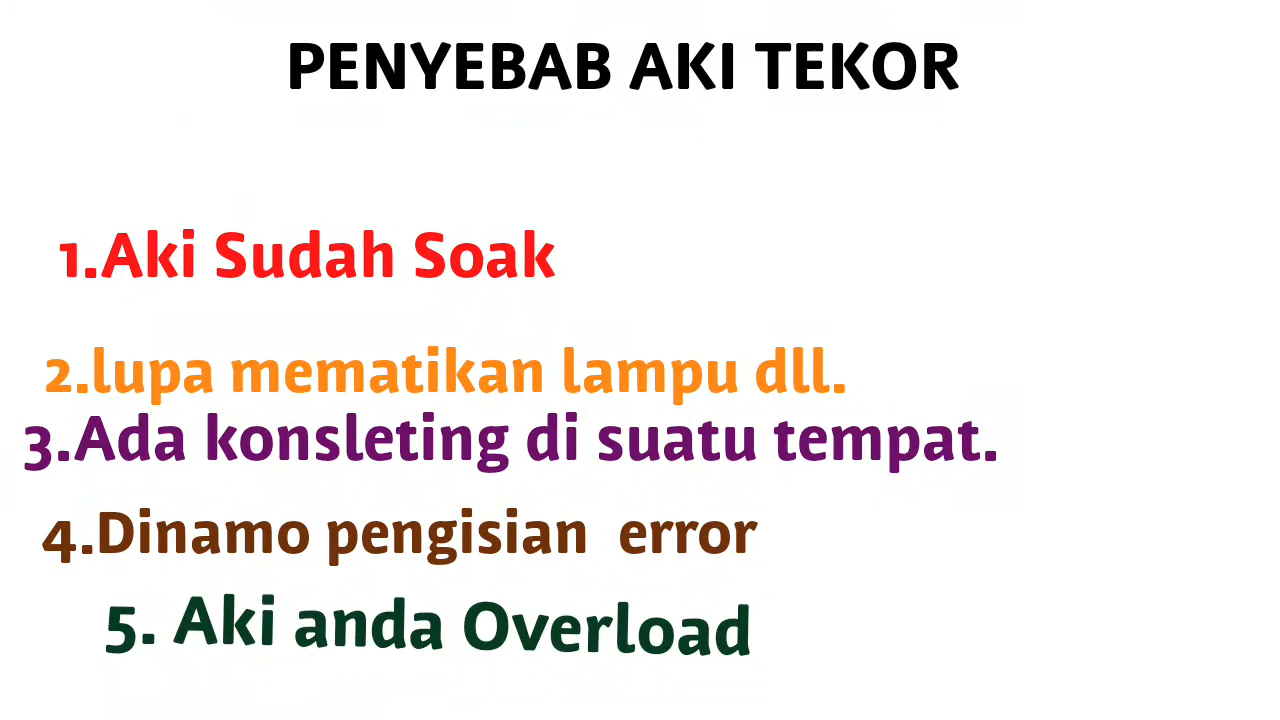 PENYEBAB AKI TEKOR
1.Aki Sudah Soak
2.lupa mematikan lampu dll.
3.Ada konsleting di suatu tempat.
4.Dinamo pengisian  error
5. Aki anda Overload